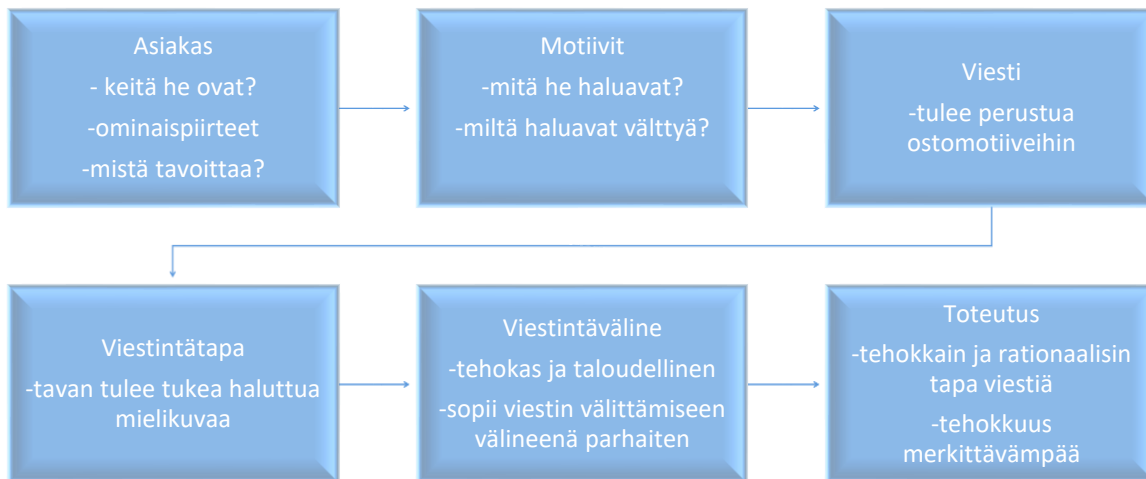 Asiakas
- keitä he ovat?
-ominaispiirteet
-mistä tavoittaa?
Motiivit
-mitä he haluavat?
-miltä haluavat välttyä?
Viesti
-tulee perustua
ostomotiiveihin
Viestintätapa
-tavan tulee tukea haluttua
mielikuvaa
Viestintäväline
-tehokas ja taloudellinen
-sopii viestin välittämiseen
välineenä parhaiten
Toteutus
-tehokkain ja rationaalisin
tapa viestiä
-tehokkuus
merkittävämpää